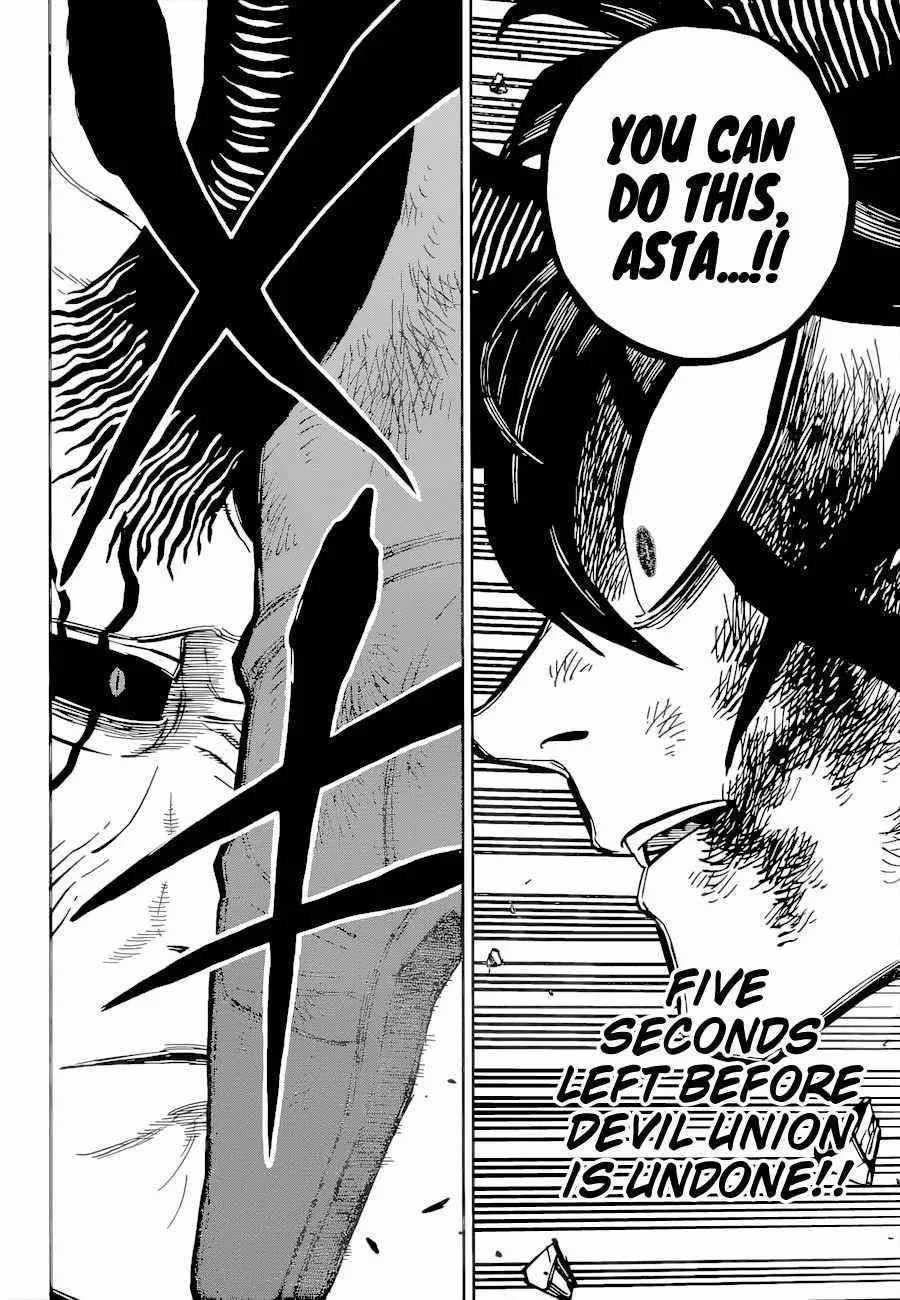 YOU CAN
DO THIS,
ASTA...!!
FIVE
SECONDS
LEFT BEFORE
DEVIL UNION
IS UNDONE!!